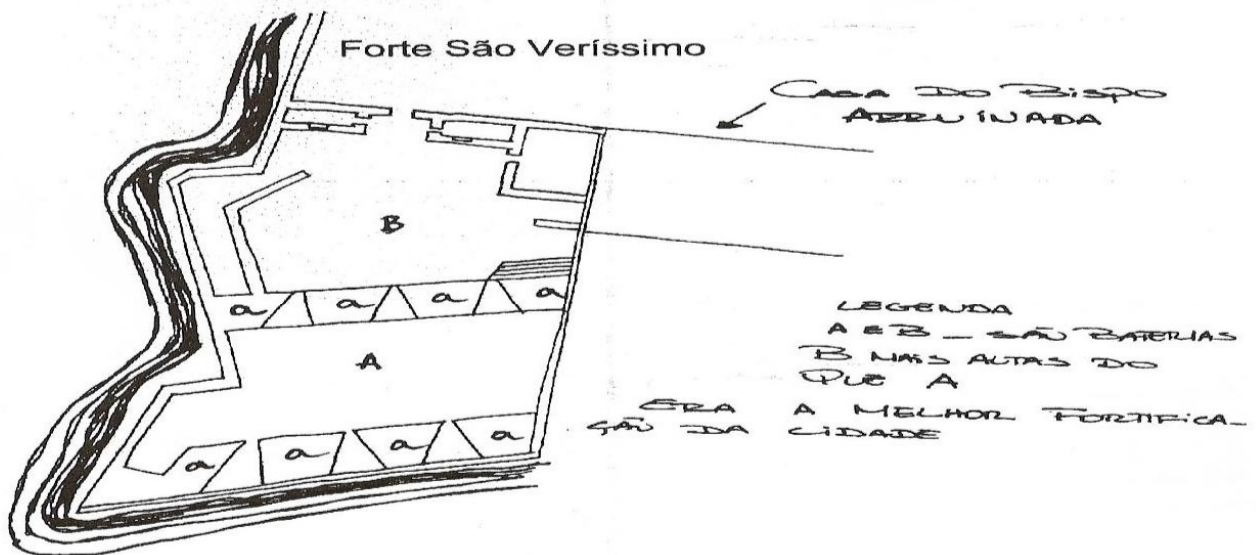 Forte São Veríssimo
CASA DO BISPO
ARRUINADA
B
a a a a
A
a a a a
LEGENDA
A E B – SÃO BATERIAS
B MAIS ALTAS DO
QUE A
ERA A MELHOR FORTIFICA-
ÇÃO DA CIDADE